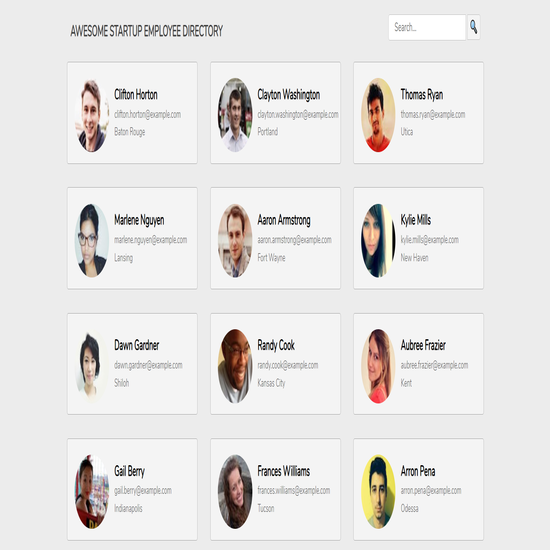 AWESOME STARTUP EMPLOYEE DIRECTORY
Search...
Clifton Horton
clifton.horton@example.com
Baton Rouge
Clayton Washington
clayton.washington@example.com
Portland
Thomas Ryan
thomas.ryan@example.com
Utica
Marlene Nguyen
marlene.nguyen@example.com
Lansing
Aaron Armstrong
aaron.armstrong@example.com
Fort Wayne
Kylie Mills
kylie.mills@example.com
New Haven
Dawn Gardner
dawn.gardner@example.com
Shiloh
Randy Cook
randy.cook@example.com
Kansas City
Aubree Frazier
aubree.frazier@example.com
Kent
Gail Berry
gail.berry@example.com
Indianapolis
Frances Williams
frances.williams@example.com
Tucson
Arron Pena
arron.pena@example.com
Odessa